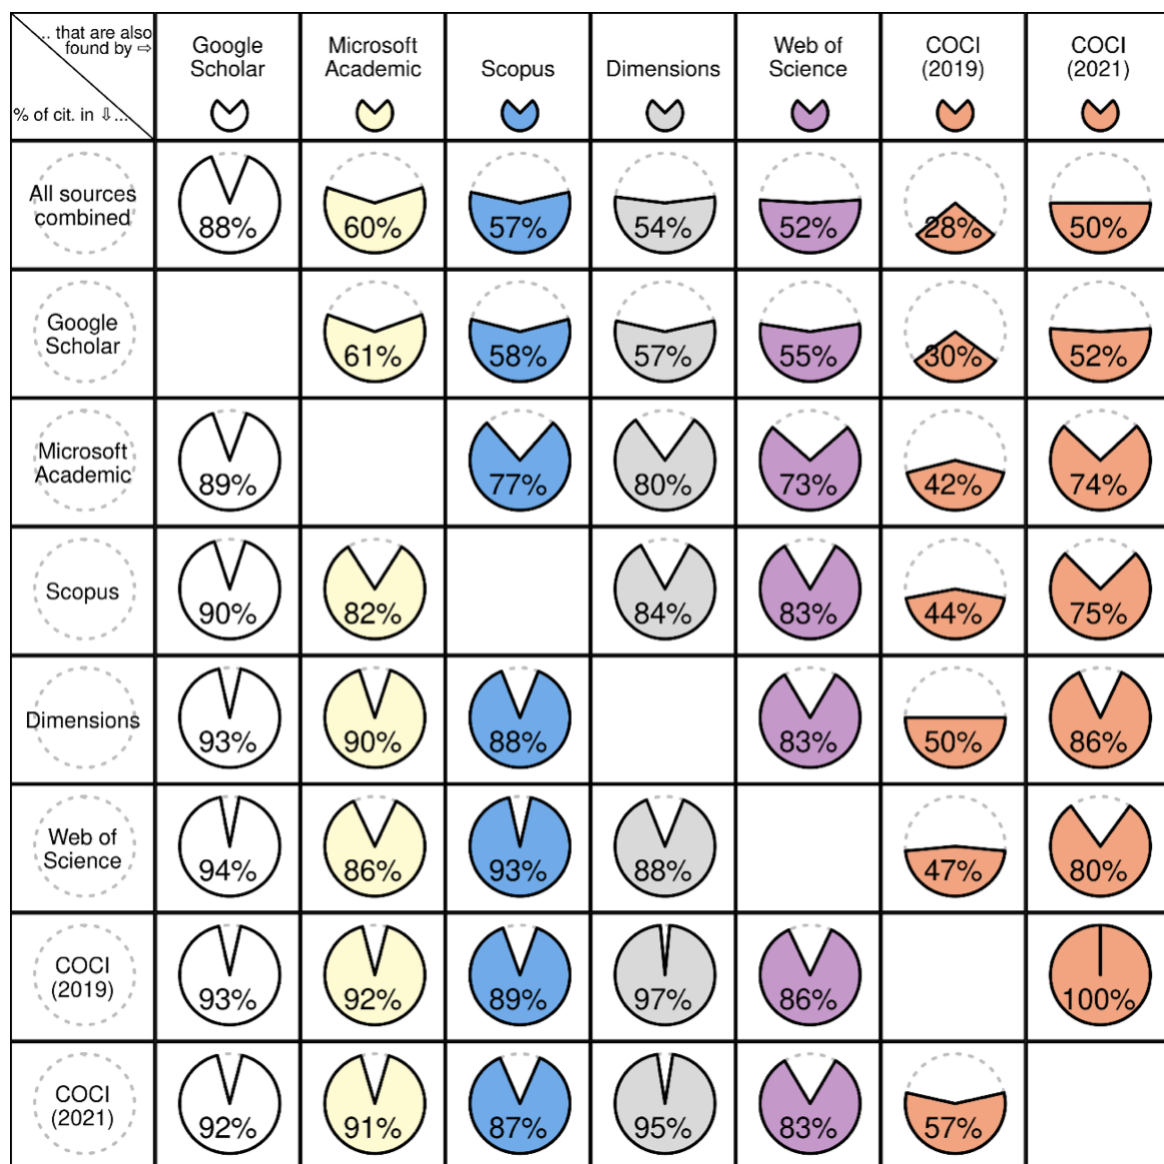 .. that are also
found by ⇨
% of cit. in ⇩...
Google
Scholar
Microsoft
Academic
Scopus
Dimensions
Web of
Science
COCI
(2019)
COCI
(2021)
All sources
combined
88%
60%
57%
54%
52%
28%
50%
Google
Scholar
61%
58%
57%
55%
30%
52%
Microsoft
Academic
89%
77%
80%
73%
42%
74%
Scopus
90%
82%
84%
83%
44%
75%
Dimensions
93%
90%
88%
83%
50%
86%
Web of
Science
94%
86%
93%
88%
47%
80%
COCI
(2019)
93%
92%
89%
97%
86%
100%
COCI
(2021)
92%
91%
87%
95%
83%
57%